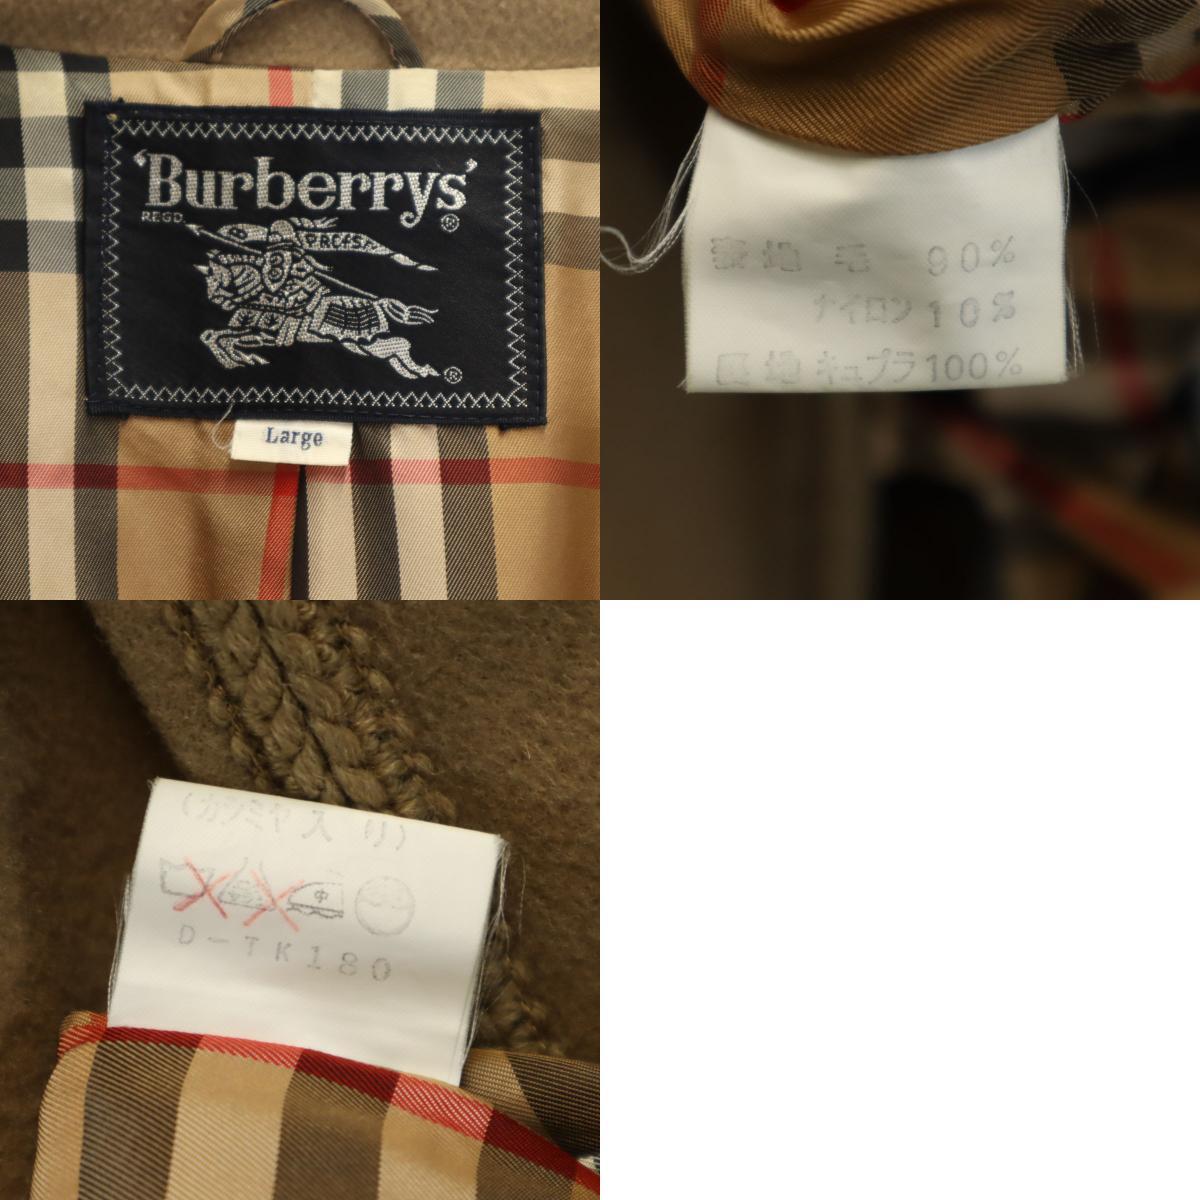 'Burberrys'
REGD.
PRORSUM
®
®
Large
表地 毛 90%
ナイロン 10%
裏地 キュプラ 100%
(カシミヤ入り)
中
D-TK180